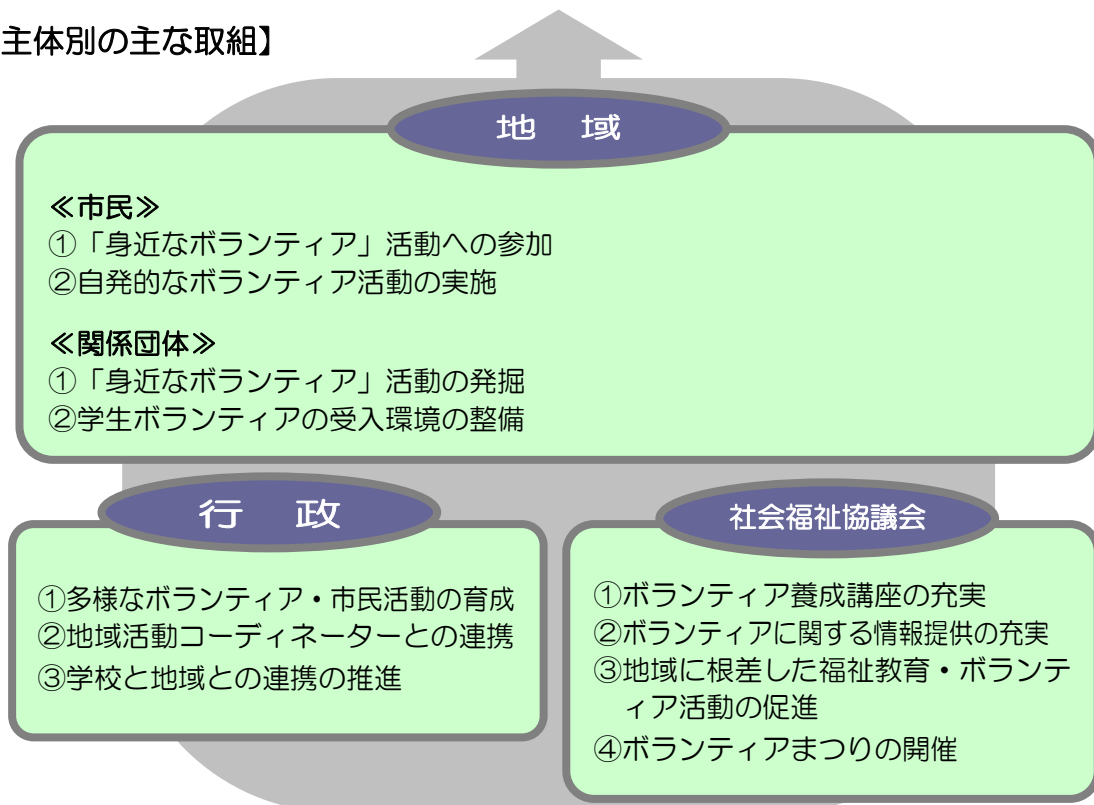 主体別の主な取組】
地 域
≪市民≫
①「身近なボランティア」活動への参加
②自発的なボランティア活動の実施
≪関係団体≫
①「身近なボランティア」活動の発掘
②学生ボランティアの受入環境の整備
行 政
①多様なボランティア・市民活動の育成
②地域活動コーディネーターとの連携
③学校と地域との連携の推進
社会福祉協議会
①ボランティア養成講座の充実
②ボランティアに関する情報提供の充実
③地域に根差した福祉教育・ボランテ
ィア活動の促進
④ボランティアまつりの開催